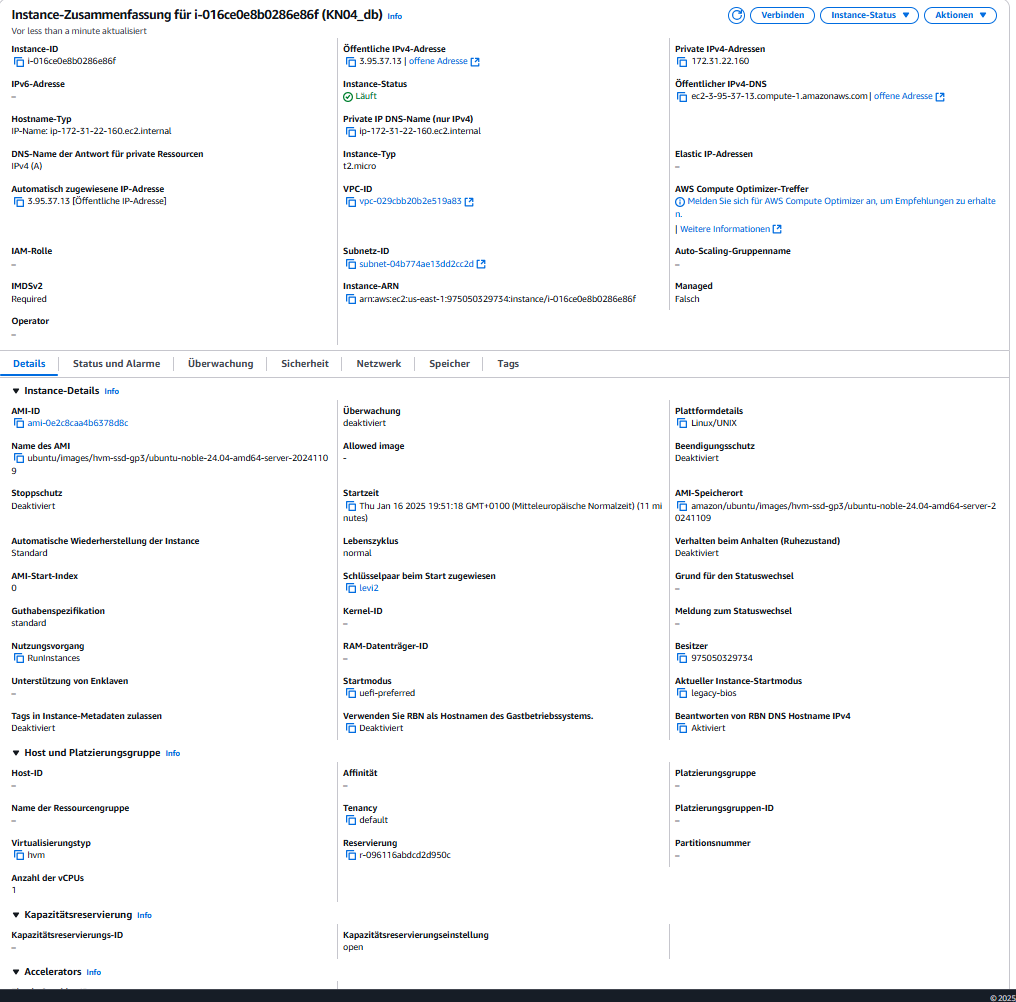 Instance-Zusammenfassung für i-016ce0e8b0286e86f (KN04_db) Info
Verbinden
Instance-Status
Aktionen
Vor less than a minute aktualisiert
Instance-ID
i-016ce0e8b0286e86f
Öffentliche IPv4-Adresse
3.95.37.13 | offene Adresse
Private IPv4-Adressen
172.31.22.160
IPv6-Adresse
–
Instance-Status
Läuft
Öffentlicher IPv4-DNS
ec2-3-95-37-13.compute-1.amazonaws.com | offene Adresse
Hostname-Typ
IP-Name: ip-172-31-22-160.ec2.internal
Private IP DNS-Name (nur IPv4)
ip-172-31-22-160.ec2.internal
DNS-Name der Antwort für private Ressourcen
IPv4 (A)
Instance-Typ
t2.micro
Elastic IP-Adressen
–
Automatisch zugewiesene IP-Adresse
3.95.37.13 [Öffentliche IP-Adresse]
VPC-ID
vpc-029cbb20b2e519a83
AWS Compute Optimizer-Treffer
Melden Sie sich für AWS Compute Optimizer an, um Empfehlungen zu erhalte
n.
| Weitere Informationen
IAM-Rolle
–
Subnetz-ID
subnet-04b774ae13dd2cc2d
Auto-Scaling-Gruppenname
–
IMDSv2
Required
Instance-ARN
arn:aws:ec2:us-east-1:975050329734:instance/i-016ce0e8b0286e86f
Managed
Falsch
Operator
–
Details
Status und Alarme
Überwachung
Sicherheit
Netzwerk
Speicher
Tags
Instance-Details Info
AMI-ID
ami-0e2c8caa4b6378d8c
Überwachung
deaktiviert
Plattformdetails
Linux/UNIX
Name des AMI
ubuntu/images/hvm-ssd-gp3/ubuntu-noble-24.04-amd64-server-2024110
9
Allowed image
-
Beendigungsschutz
Deaktiviert
Stoppschutz
Deaktiviert
Startzeit
Thu Jan 16 2025 19:51:18 GMT+0100 (Mitteleuropäische Normalzeit) (11 mi
nutes)
AMI-Speicherort
amazon/ubuntu/images/hvm-ssd-gp3/ubuntu-noble-24.04-amd64-server-2
0241109
Automatische Wiederherstellung der Instance
Standard
Lebenszyklus
normal
Verhalten beim Anhalten (Ruhezustand)
Deaktiviert
AMI-Start-Index
0
Schlüsselpaar beim Start zugewiesen
levi2
Grund für den Statuswechsel
–
Guthabenspezifikation
standard
Kernel-ID
–
Meldung zum Statuswechsel
–
Nutzungsvorgang
RunInstances
RAM-Datenträger-ID
–
Besitzer
975050329734
Unterstützung von Enklaven
–
Startmodus
uefi-preferred
Aktueller Instance-Startmodus
legacy-bios
Tags in Instance-Metadaten zulassen
Deaktiviert
Verwenden Sie RBN als Hostnamen des Gastbetriebssystems.
Deaktiviert
Beantworten von RBN DNS Hostname IPv4
Aktiviert
Host und Platzierungsgruppe Info
Host-ID
–
Affinität
–
Platzierungsgruppe
–
Name der Ressourcengruppe
–
Tenancy
default
Platzierungsgruppen-ID
–
Virtualisierungstyp
hvm
Reservierung
r-096116abdcd2d950c
Partitionsnummer
–
Anzahl der vCPUs
1
Kapazitätsreservierung Info
Kapazitätsreservierungs-ID
–
Kapazitätsreservierungseinstellung
open
Accelerators Info
© 2025